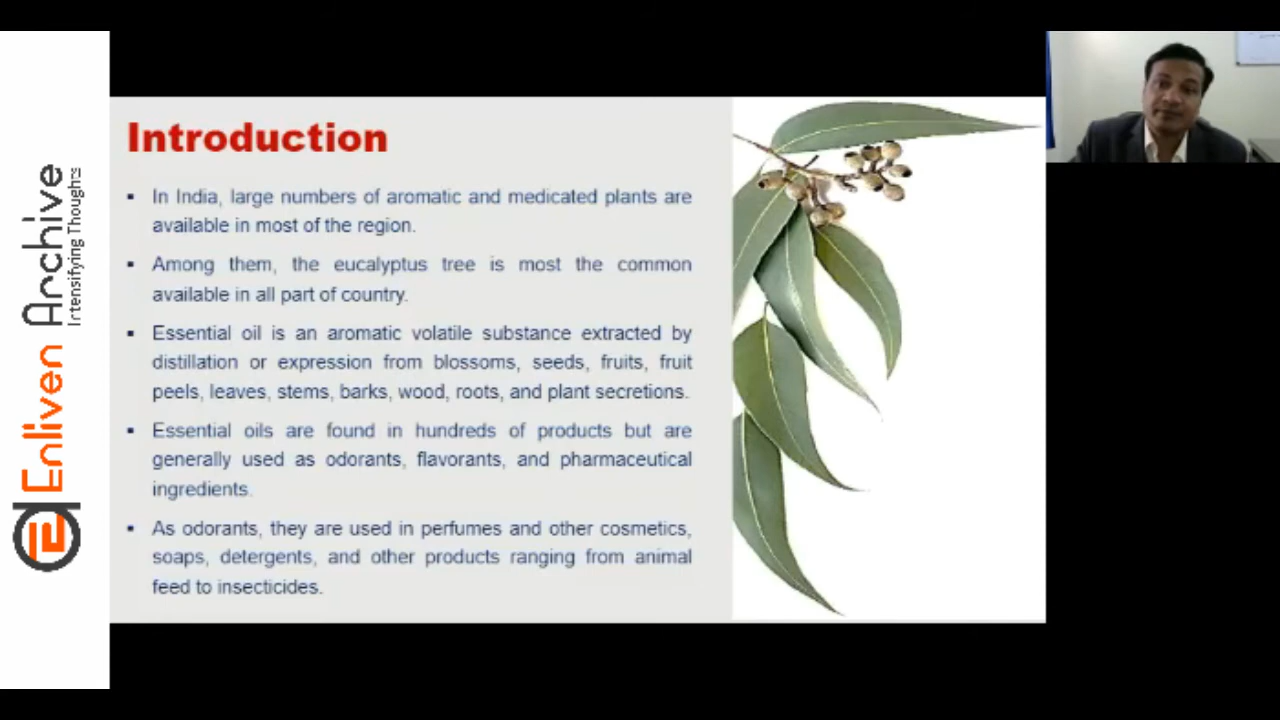 Enliven Archive
Intensifying Thoughts
Introduction
▪ In India, large numbers of aromatic and medicated plants are
available in most of the region.
▪ Among them, the eucalyptus tree is most the common
available in all part of country.
▪ Essential oil is an aromatic volatile substance extracted by
distillation or expression from blossoms, seeds, fruits, fruit
peels, leaves, stems, barks, wood, roots, and plant secretions.
▪ Essential oils are found in hundreds of products but are
generally used as odorants, flavorants, and pharmaceutical
ingredients.
▪ As odorants, they are used in perfumes and other cosmetics,
soaps, detergents, and other products ranging from animal
feed to insecticides.